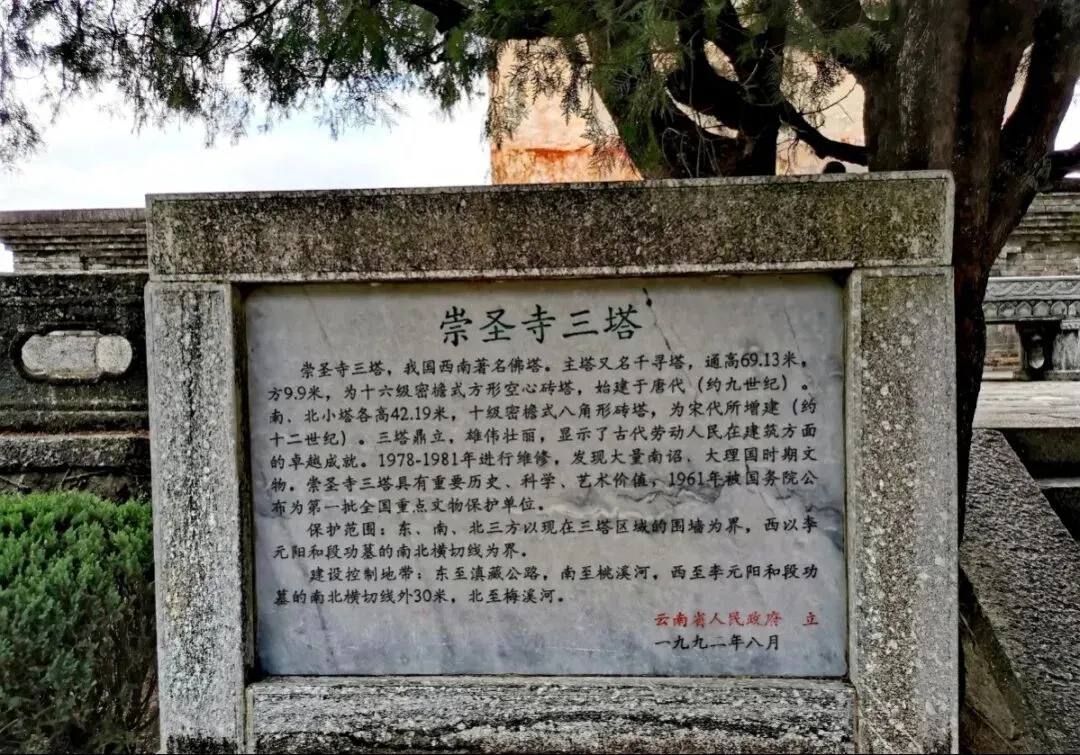 崇圣寺三塔
崇圣寺三塔，我国西南著名佛塔。主塔又名千寻塔，通高69.13米，
方9.9米，为十六级密檐式方形空心砖塔，始建于唐代（约九世纪）。
南、北小塔各高42.19米，十级密檐式八角形砖塔，为宋代所增建（约
十二世纪）。三塔鼎立，雄伟壮丽，显示了古代劳动人民在建筑方面
的卓越成就。1978-1981年进行维修，发现大量南诏、大理国时期文
物。崇圣寺三塔具有重要历史、科学、艺术价值，1961年被国务院公
布为第一批全国重点文物保护单位。
保护范围：东、南、北三方以现在三塔区域的围墙为界，西以李
元阳和段功墓的南北横切线为界。
建设控制地带：东至滇藏公路，南至桃溪河，西至李元阳和段功
墓的南北横切线外30米，北至梅溪河。
云南省人民政府 立
一九九二年八月